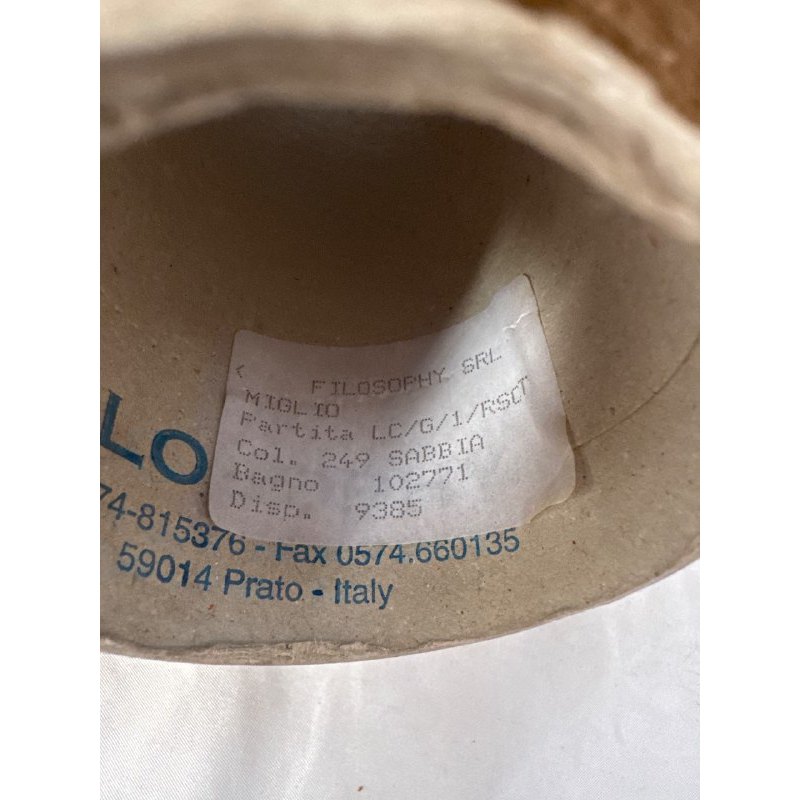 < FILOSOPHY SRL
MIGLIO
Partita LC/G/1/RSCT
Col. 249 SABBIA
Bagno 102771
Disp. 9385
LO
74-815376 - Fax 0574.660135
59014 Prato - Italy